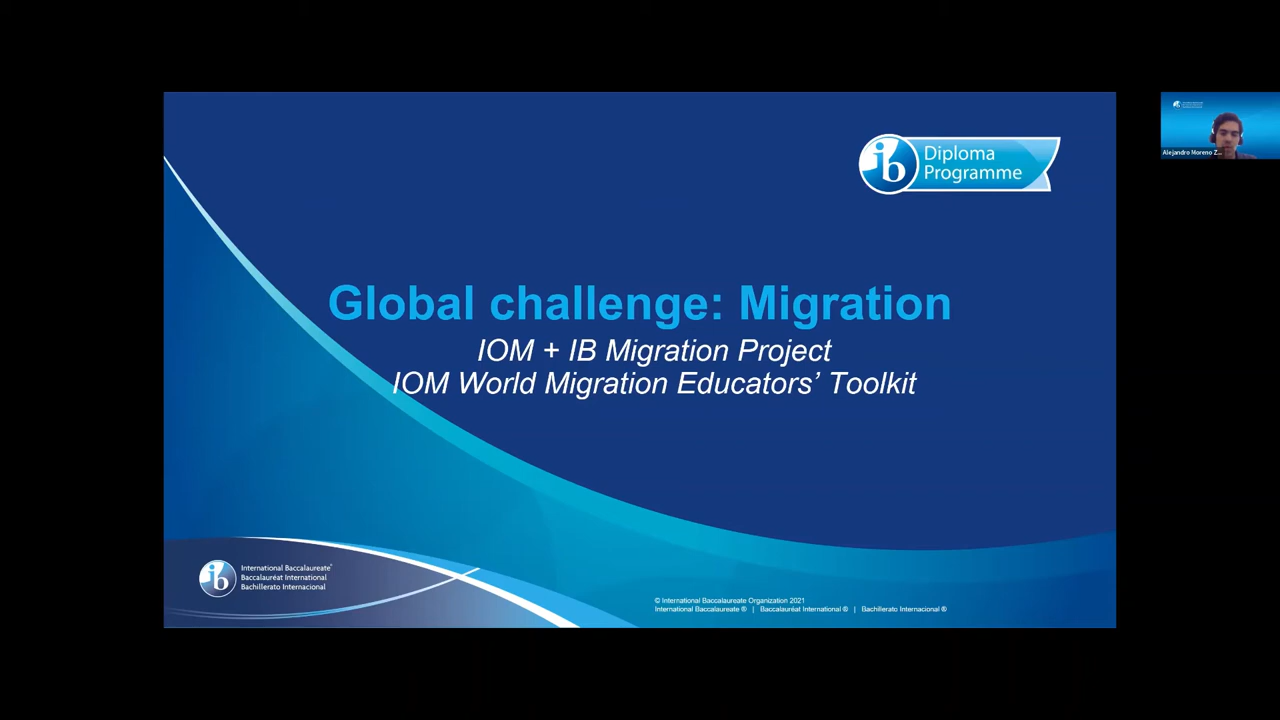 ib
Diploma
Programme
Alejandro Moreno Z...
Global challenge: Migration
IOM + IB Migration Project
IOM World Migration Educators’ Toolkit
International Baccalaureate®
Baccalauréat International
Bachillerato Internacional
© International Baccalaureate Organization 2021
International Baccalaureate ® | Baccalauréat International ® | Bachillerato Internacional ®